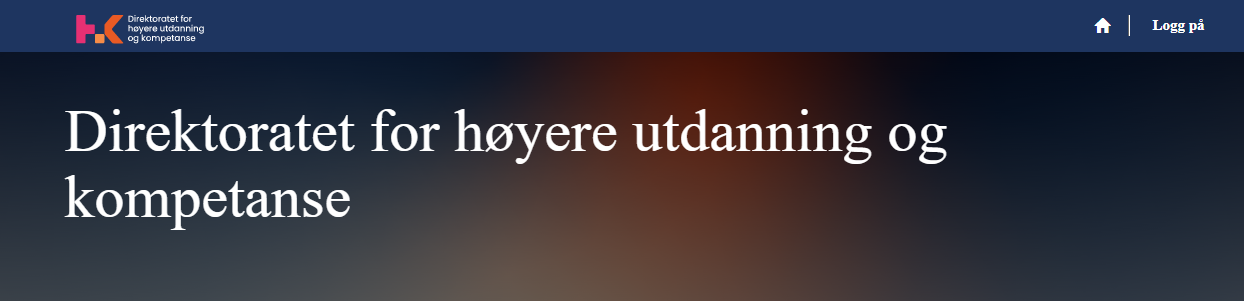 Direktoratet for
høyere utdanning
og kompetanse
Logg på
Direktoratet for høyere utdanning og
kompetanse